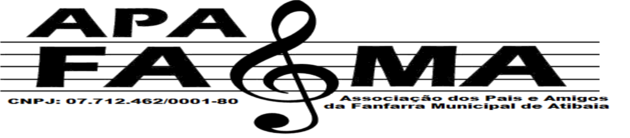 APA
FA MA
CNPJ: 07.712.462/0001-80
Associação dos Pais e Amigos
da Fanfarra Municipal de Atibaia